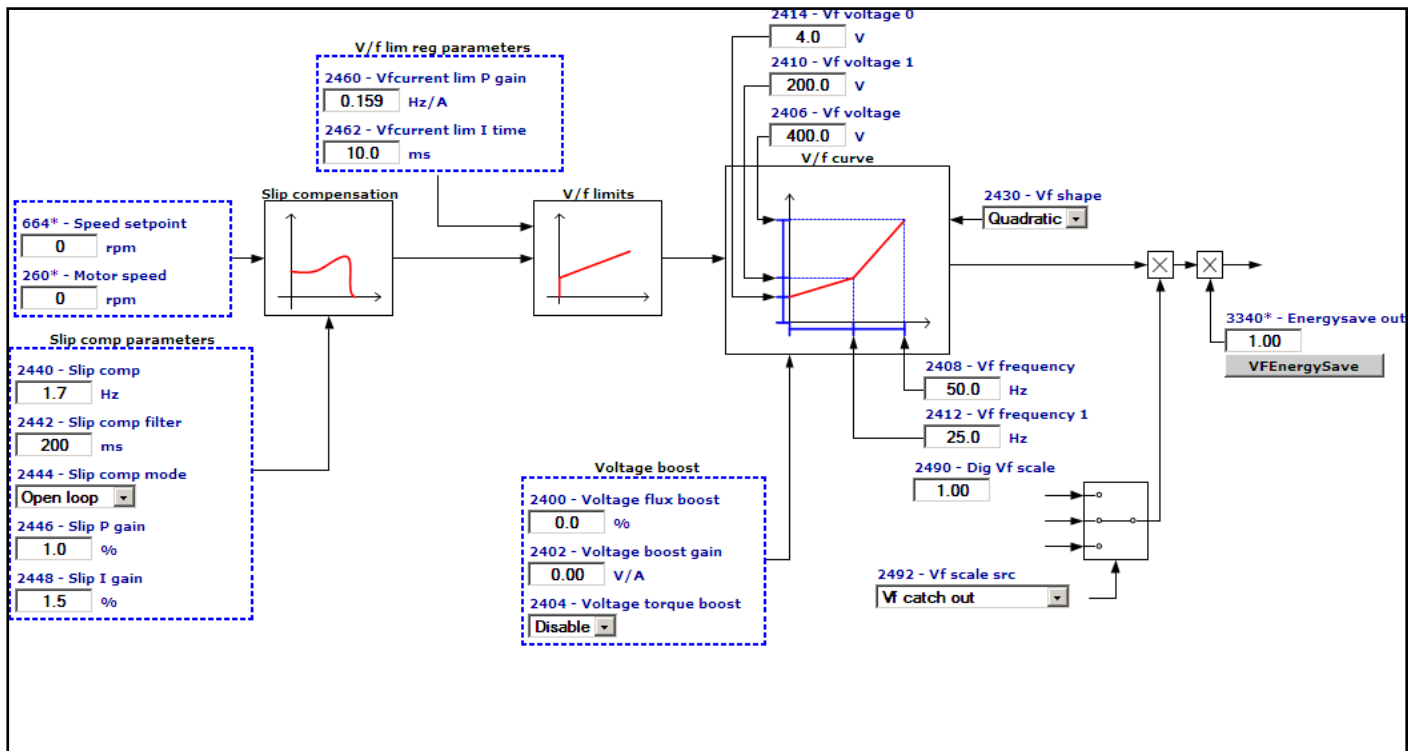 2414 - Vf voltage 0
4.0 V
2410 - Vf voltage 1
200.0 V
2406 - Vf voltage
400.0 V
V/f lim reg parameters
2460 - Vfcurrent lim P gain
0.159 Hz/A
2462 - Vfcurrent lim I time
10.0 ms
Slip compensation
V/f limits
V/f curve
2430 - Vf shape
Quadratic
664* - Speed setpoint
0 rpm
260* - Motor speed
0 rpm
Slip comp parameters
2440 - Slip comp
1.7 Hz
2442 - Slip comp filter
200 ms
2444 - Slip comp mode
Open loop
2446 - Slip P gain
1.0 %
2448 - Slip I gain
1.5 %
Voltage boost
2400 - Voltage flux boost
0.0 %
2402 - Voltage boost gain
0.00 V/A
2404 - Voltage torque boost
Disable
2408 - Vf frequency
50.0 Hz
2412 - Vf frequency 1
25.0 Hz
2490 - Dig Vf scale
1.00
2492 - Vf scale src
Vf catch out
3340* - Energysave out
1.00
VFEnergySave